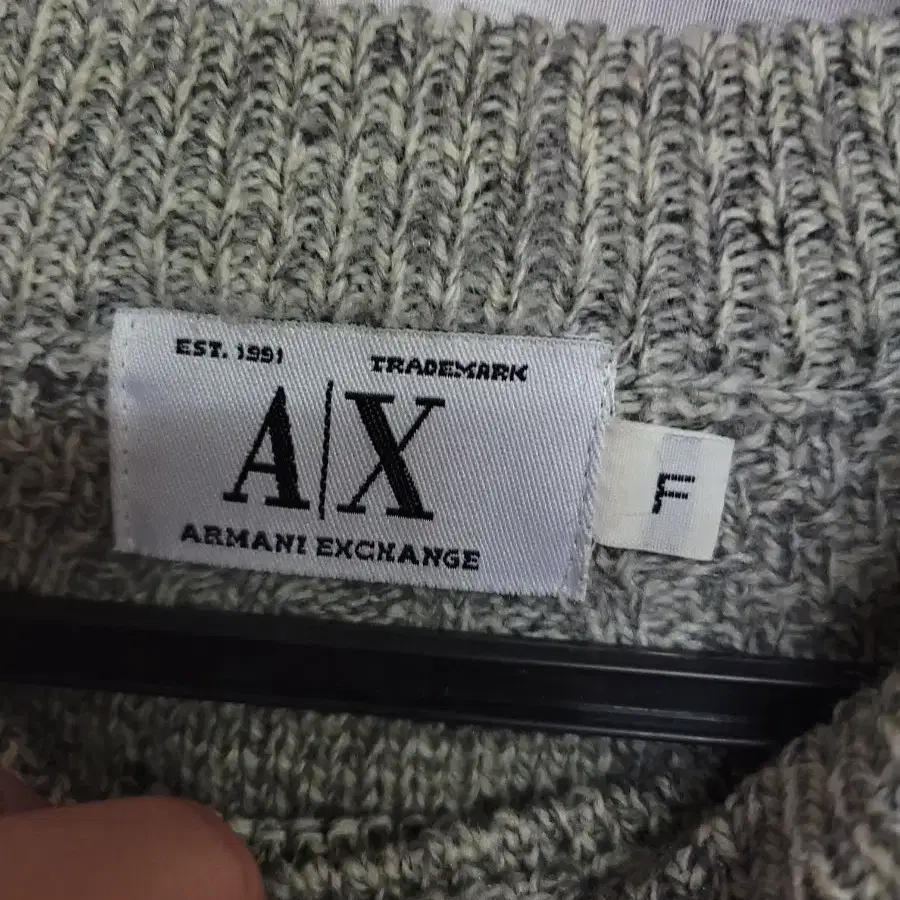 EST. 1991 TRADEMARK
A|X
ARMANI EXCHANGE
F